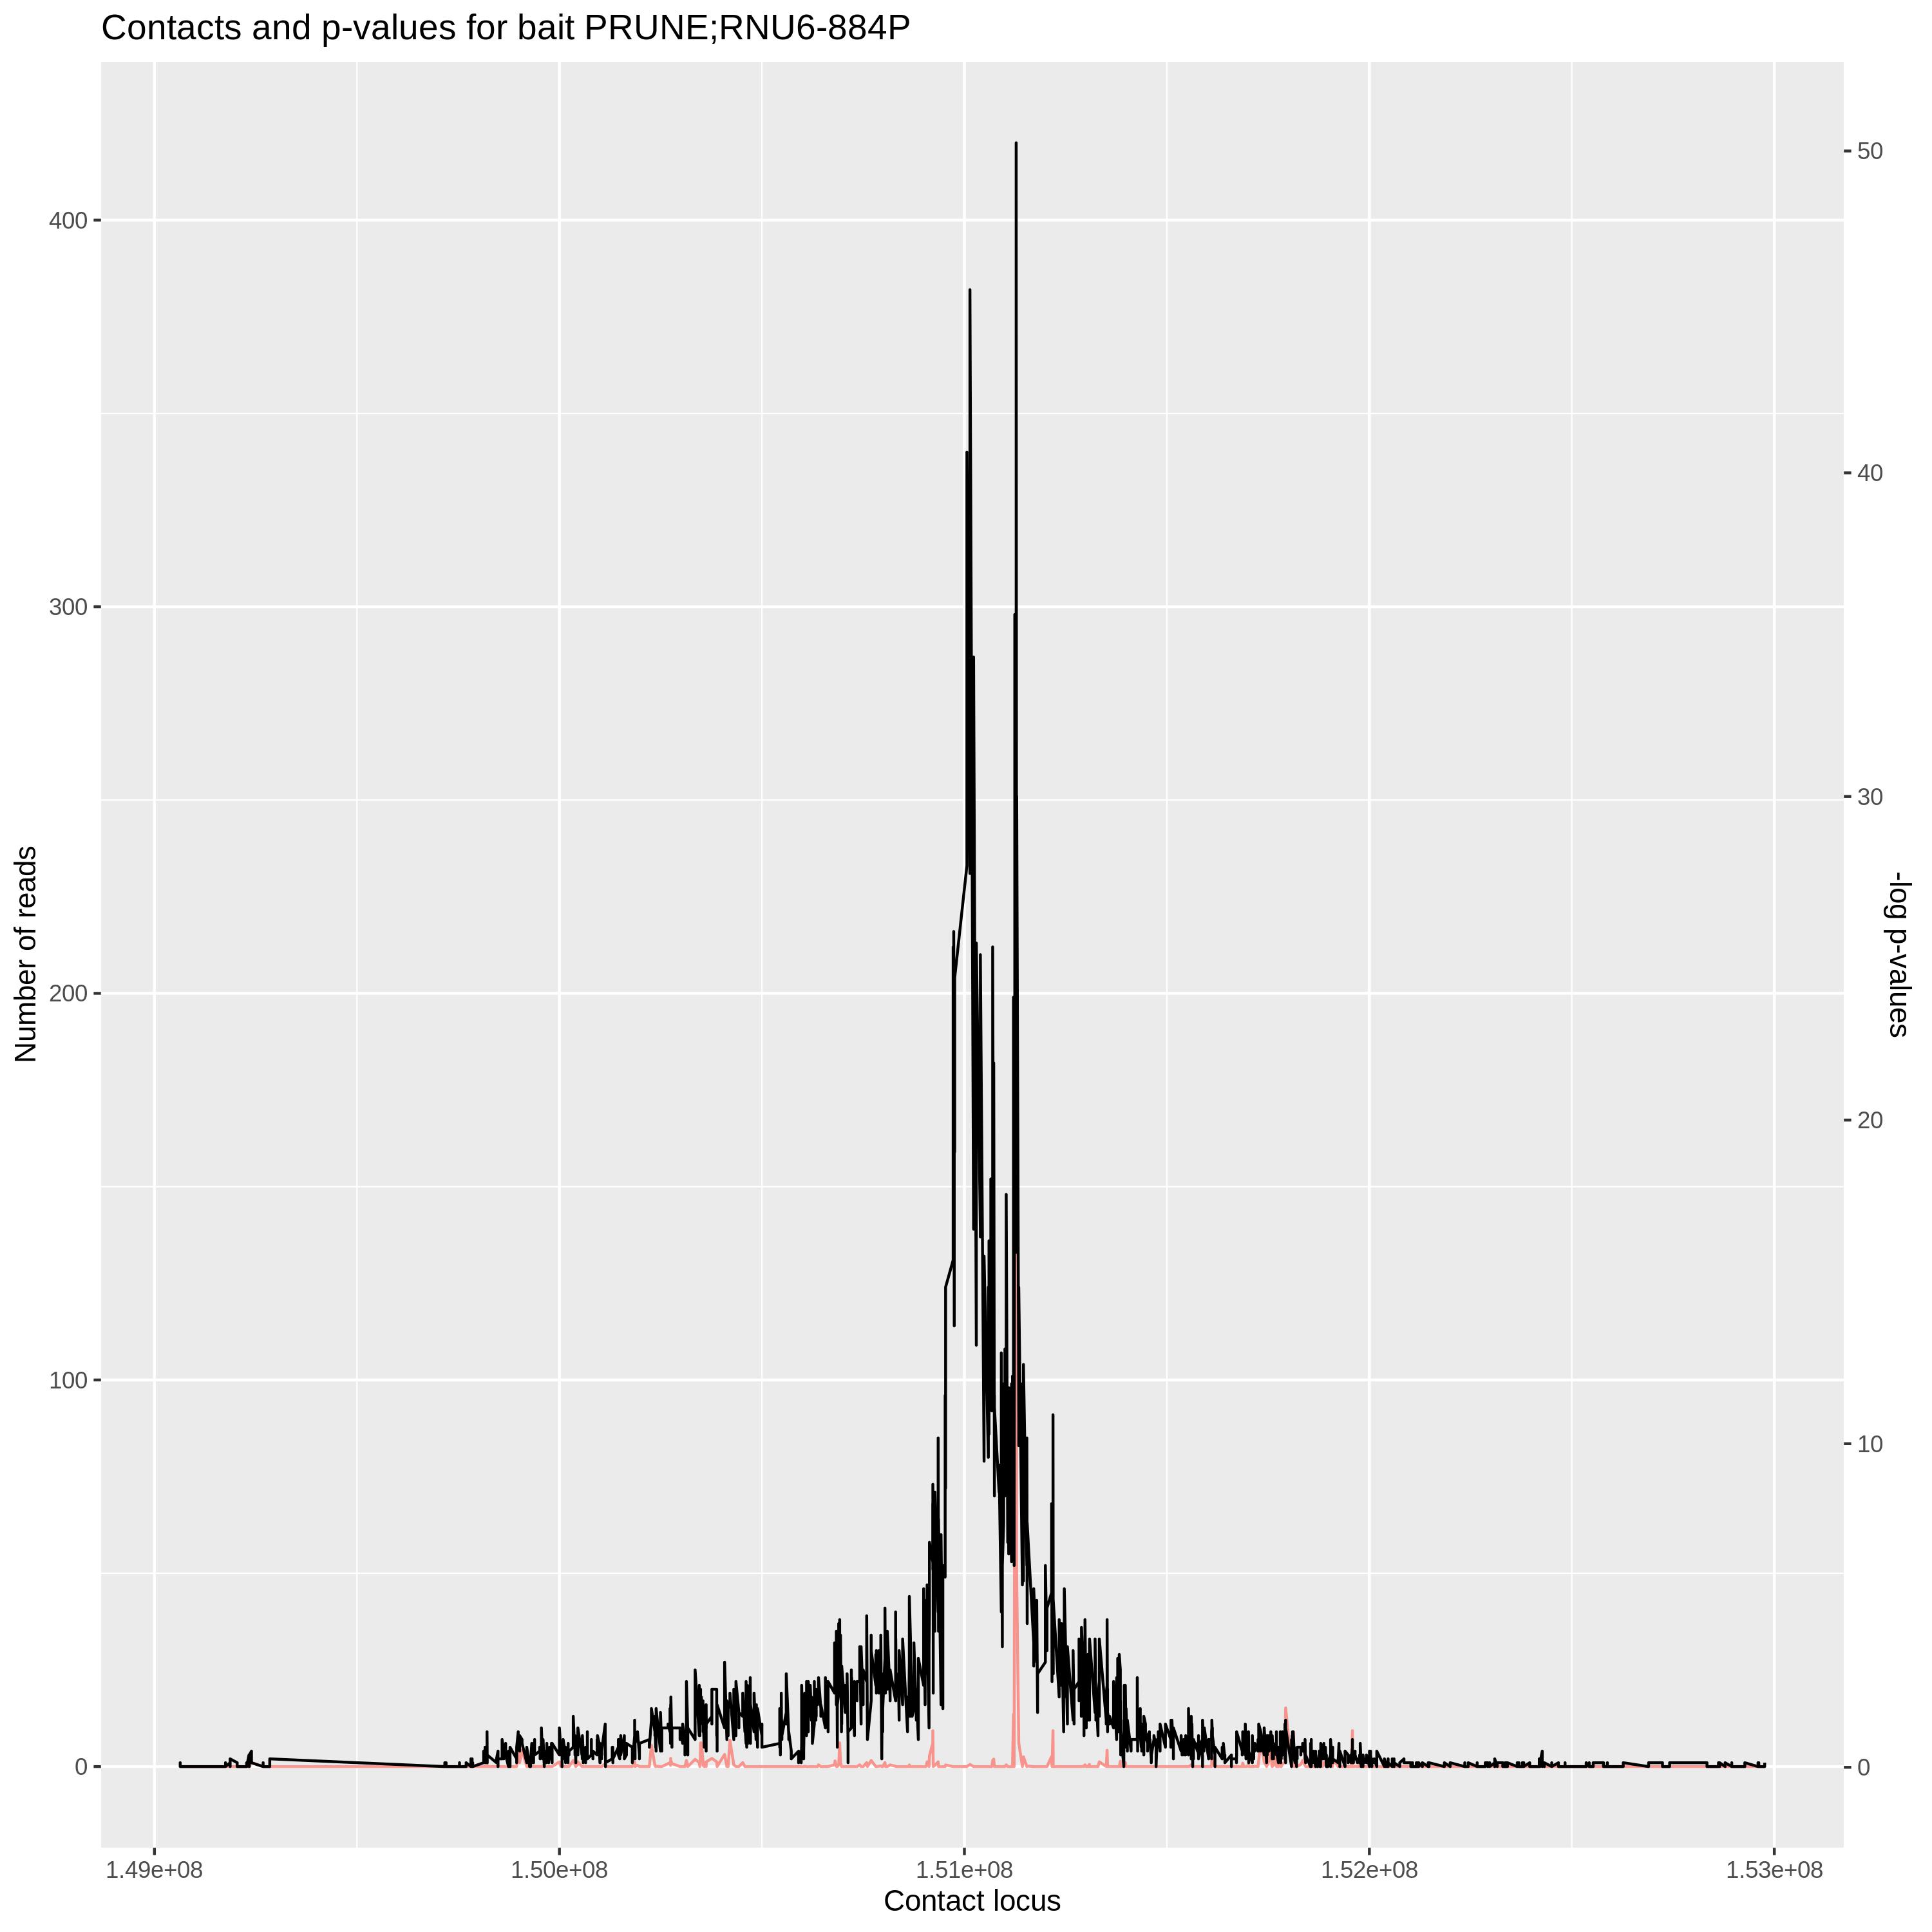 Contacts and p-values for bait PRUNE;RNU6-884P
Number of reads
400
300
200
100
0
50
40
30
20
10
0
-log p-values
1.49e+08 1.50e+08 1.51e+08 1.52e+08 1.53e+08
Contact locus